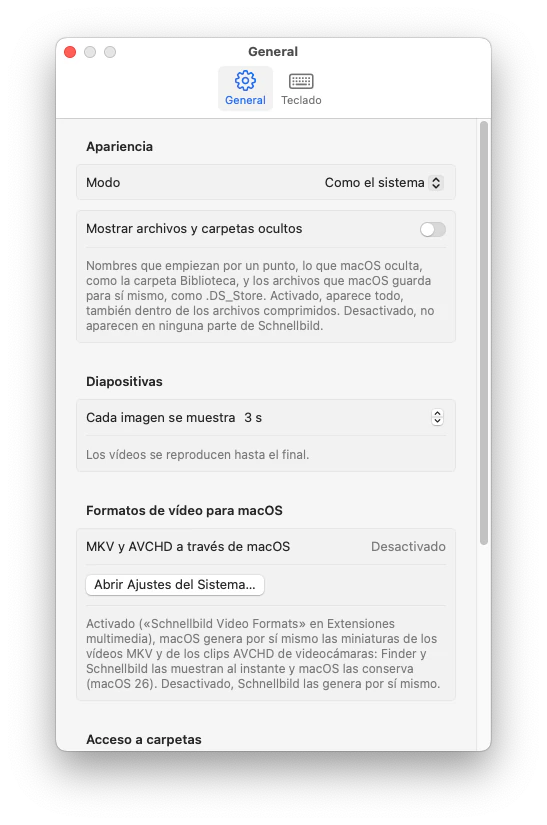 General
General
Teclado
Apariencia
Modo
Como el sistema
Mostrar archivos y carpetas ocultos
Nombres que empiezan por un punto, lo que macOS oculta,
como la carpeta Biblioteca, y los archivos que macOS guarda
para sí mismo, como .DS_Store. Activado, aparece todo,
también dentro de los archivos comprimidos. Desactivado, no
aparecen en ninguna parte de Schnellbild.
Diapositivas
Cada imagen se muestra 3 s
Los vídeos se reproducen hasta el final.
Formatos de vídeo para macOS
MKV y AVCHD a través de macOS
Desactivado
Abrir Ajustes del Sistema...
Activado («Schnellbild Video Formats» en Extensiones
multimedia), macOS genera por sí mismo las miniaturas de los
vídeos MKV y de los clips AVCHD de videocámaras: Finder y
Schnellbild las muestran al instante y macOS las conserva
(macOS 26). Desactivado, Schnellbild las genera por sí mismo.
Acceso a carpetas